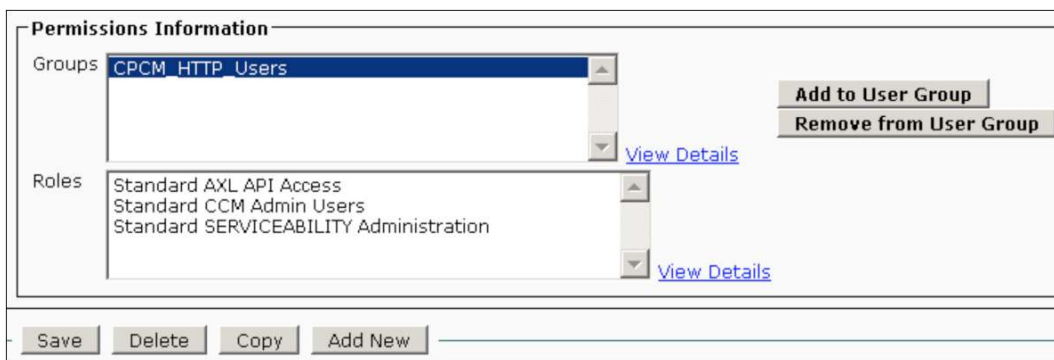 Permissions Information
Groups
CPCM_HTTP_Users
Add to User Group
Remove from User Group
View Details
Roles
Standard AXL API Access
Standard CCM Admin Users
Standard SERVICEABILITY Administration
View Details
Save Delete Copy Add New